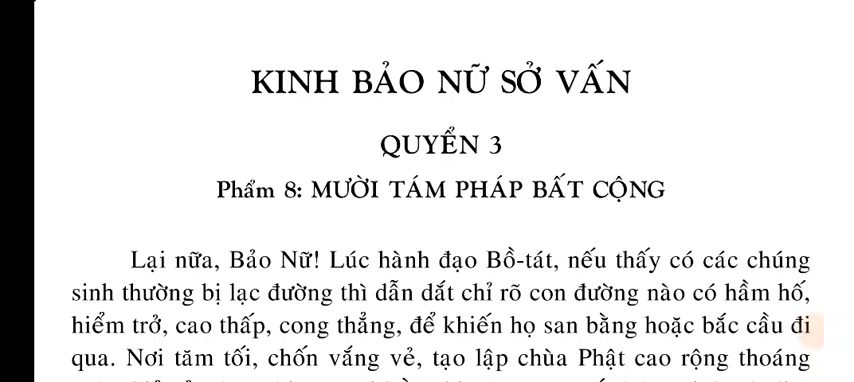 KINH BẢO NỮ SỞ VẤN
QUYỂN 3
Phẩm 8: MƯỜI TÁM PHÁP BẤT CỘNG
Lại nữa, Bảo Nữ! Lúc hành đạo Bồ-tát, nếu thấy có các chúng
sinh thường bị lạc đường thì dẫn dắt chỉ rõ con đường nào có hầm hố,
hiểm trở, cao thấp, cong thẳng, để khiến họ san bằng hoặc bắc cầu đi
qua. Nơi tăm tối, chốn vắng vẻ, tạo lập chùa Phật cao rộng thoáng